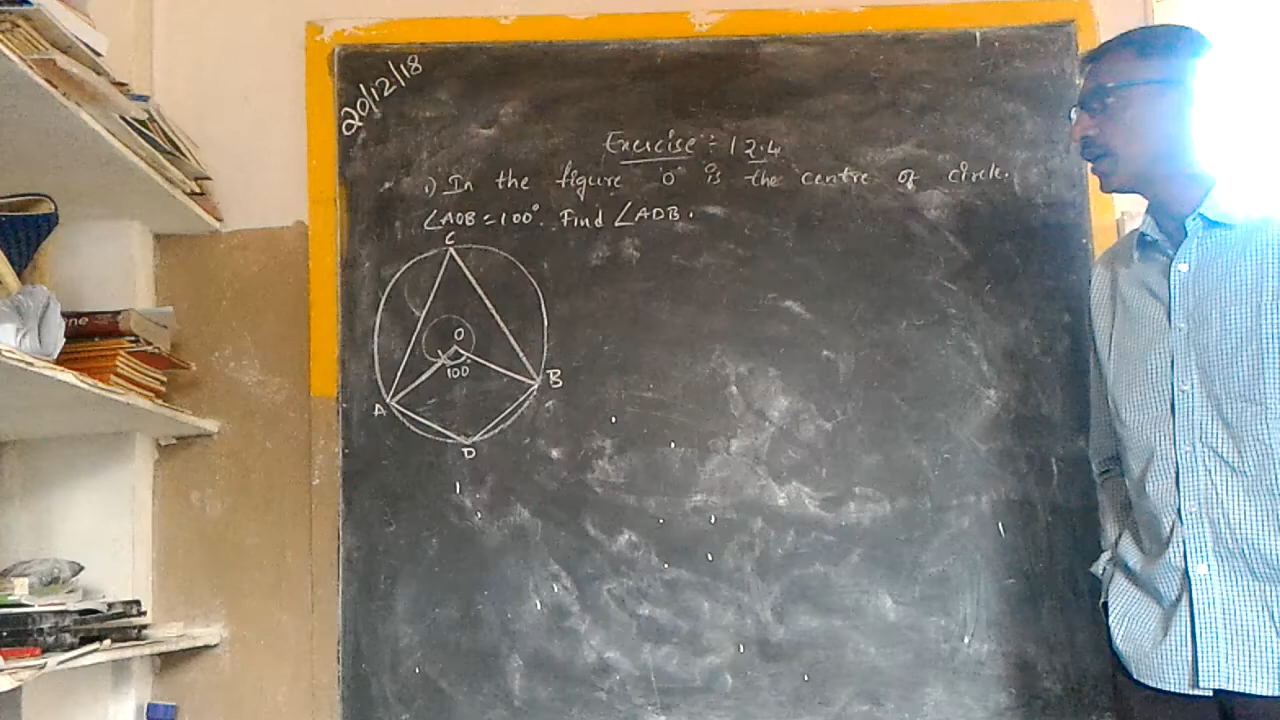 20/12/18
Exercise :- 12.4
1) In the figure 'O' is the centre of circle.
∠AOB = 100°. Find ∠ADB.
C
O
100°
B
A
D